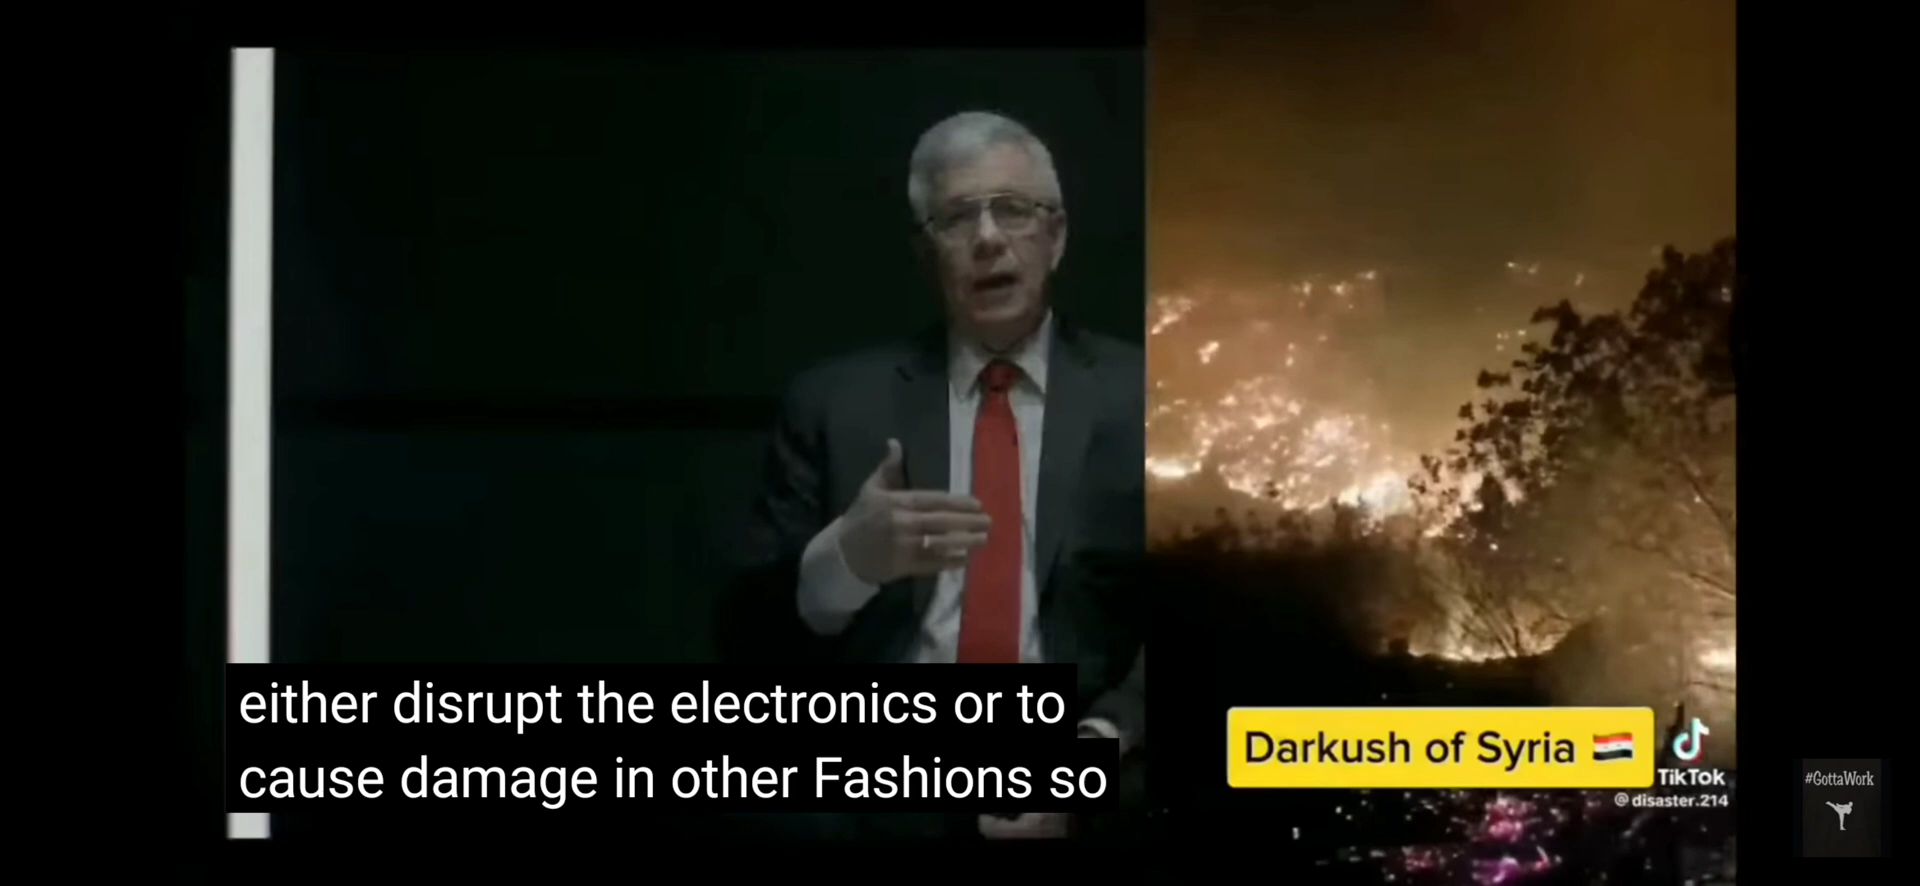 either disrupt the electronics or to
cause damage in other Fashions so
Darkush of Syria
TikTok
@disaster.214
#GottaWork